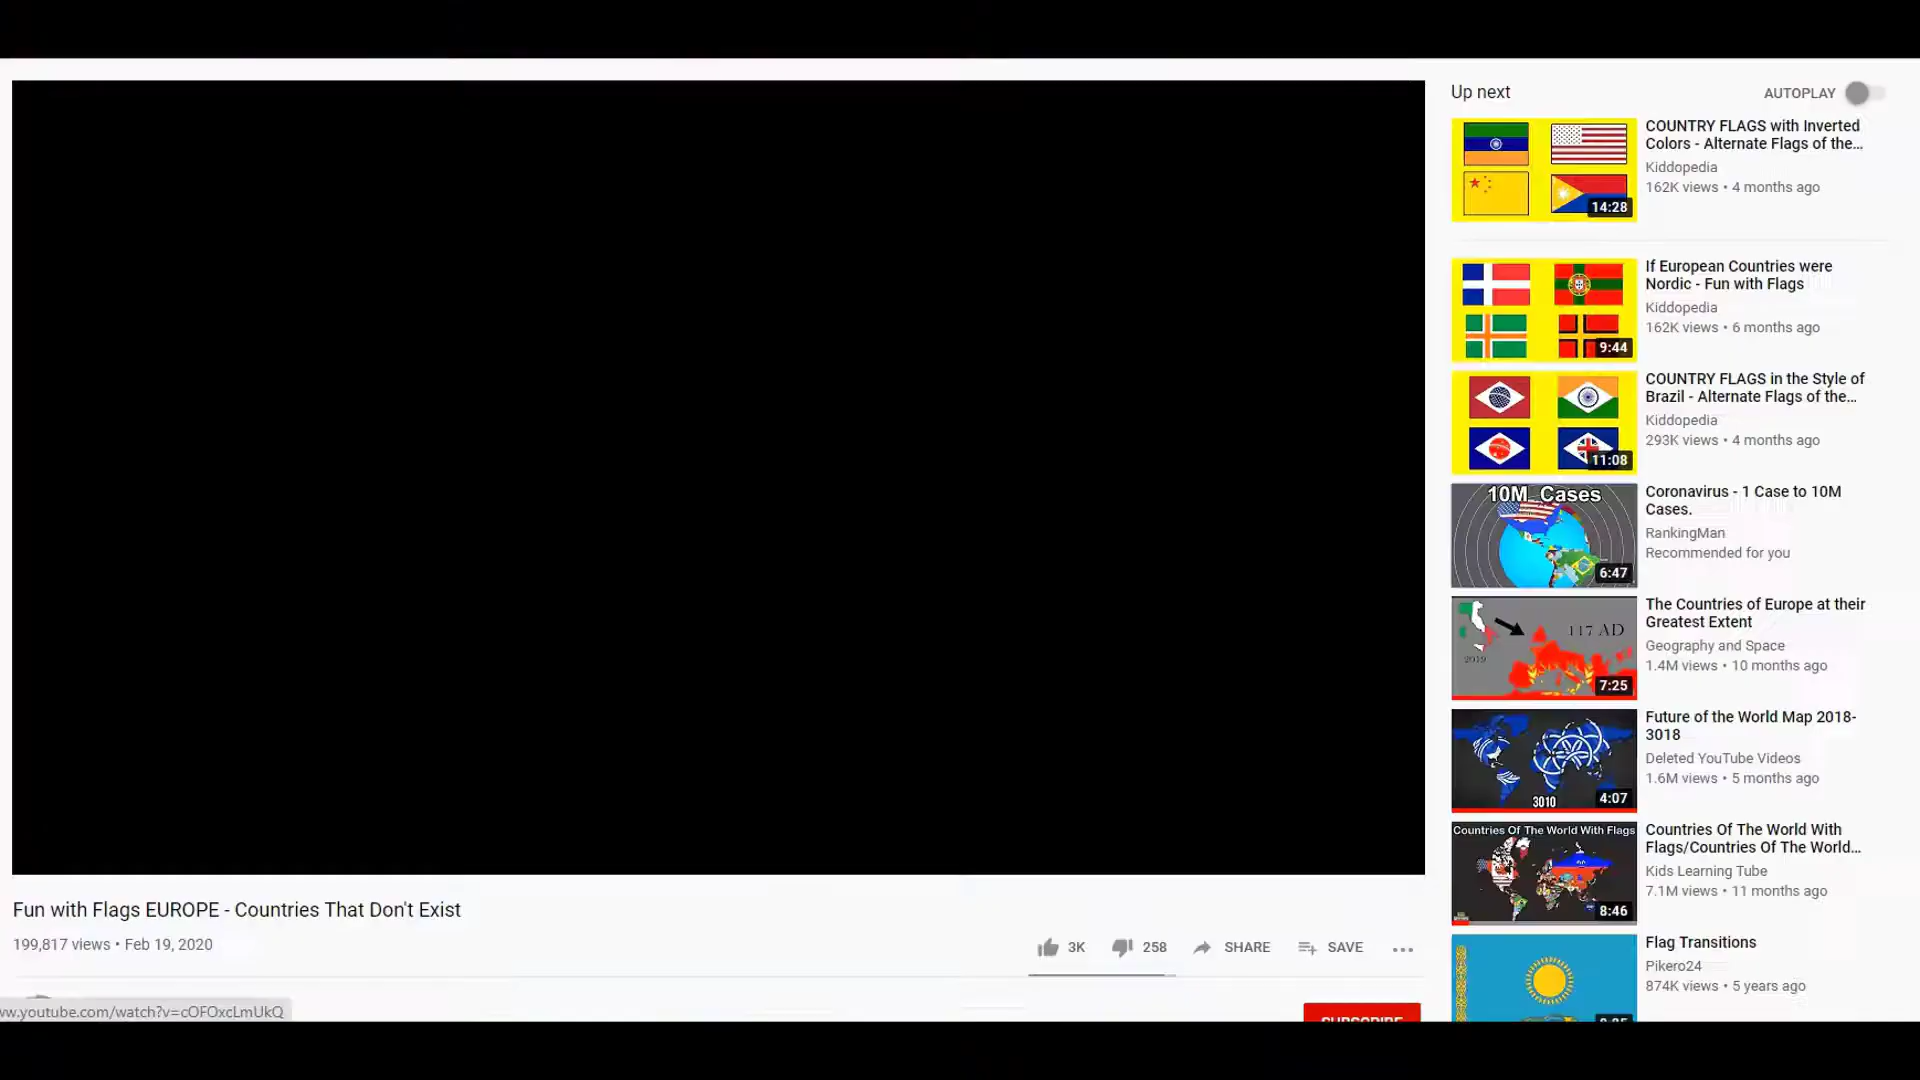 Up next
AUTOPLAY
14:28
COUNTRY FLAGS with Inverted
Colors - Alternate Flags of the...
Kiddopedia
162K views • 4 months ago
9:44
If European Countries were
Nordic - Fun with Flags
Kiddopedia
162K views • 6 months ago
11:08
COUNTRY FLAGS in the Style of
Brazil - Alternate Flags of the...
Kiddopedia
293K views • 4 months ago
10M Cases
6:47
Coronavirus - 1 Case to 10M
Cases.
RankingMan
Recommended for you
117 AD
2019
7:25
The Countries of Europe at their
Greatest Extent
Geography and Space
1.4M views • 10 months ago
3010
4:07
Future of the World Map 2018-
3018
Deleted YouTube Videos
1.6M views • 5 months ago
Countries Of The World With Flags
8:46
Countries Of The World With
Flags/Countries Of The World...
Kids Learning Tube
7.1M views • 11 months ago
Flag Transitions
Pikero24
874K views • 5 years ago
Fun with Flags EUROPE - Countries That Don't Exist
199,817 views • Feb 19, 2020
3K
258
SHARE
SAVE
ww.youtube.com/watch?v=cOFOxcLmUkQ
SUBSCRIBE